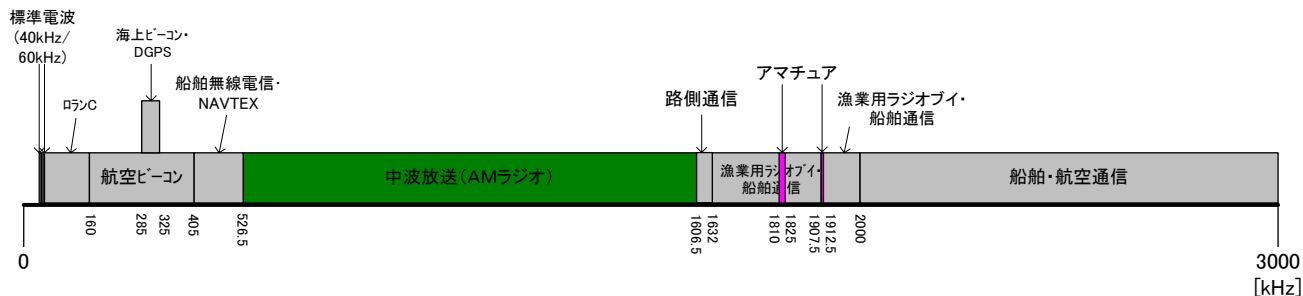 標準電波
(40kHz/
60kHz)
海上ﾋﾞｰｺﾝ・
DGPS
ﾛﾗﾝC
船舶無線電信・
NAVTEX
路側通信
アマチュア
漁業用ラジオブイ・
船舶通信
航空ﾋﾞｰｺﾝ
中波放送(AMラジオ)
漁業用ﾗｼﾞｵﾌﾞｲ・
船舶通信
船舶・航空通信
160
285
325
405
526.5
1606.5
1632
1810
1825
1907.5
1912.5
2000
0
3000
[kHz]